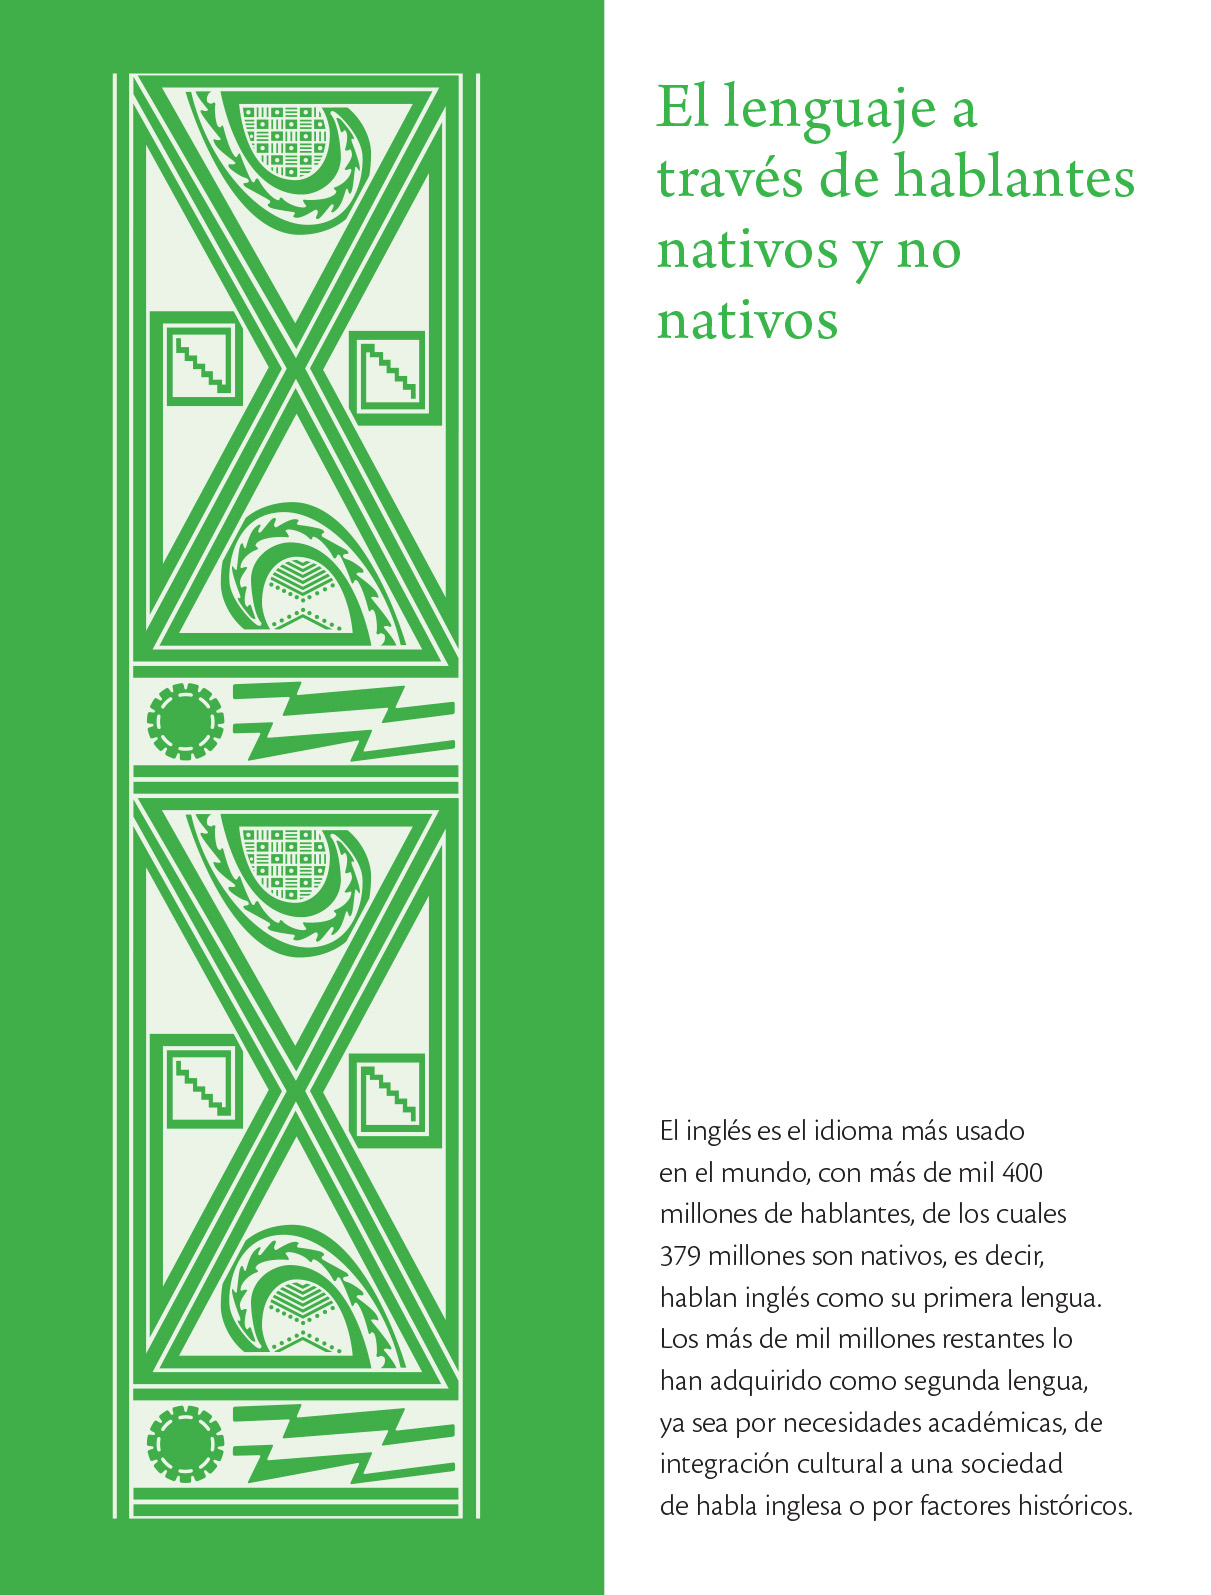 El lenguaje a
través de hablantes
nativos y no
nativos
El inglés es el idioma más usado
en el mundo, con más de mil 400
millones de hablantes, de los cuales
379 millones son nativos, es decir,
hablan inglés como su primera lengua.
Los más de mil millones restantes lo
han adquirido como segunda lengua,
ya sea por necesidades académicas, de
integración cultural a una sociedad
de habla inglesa o por factores históricos.